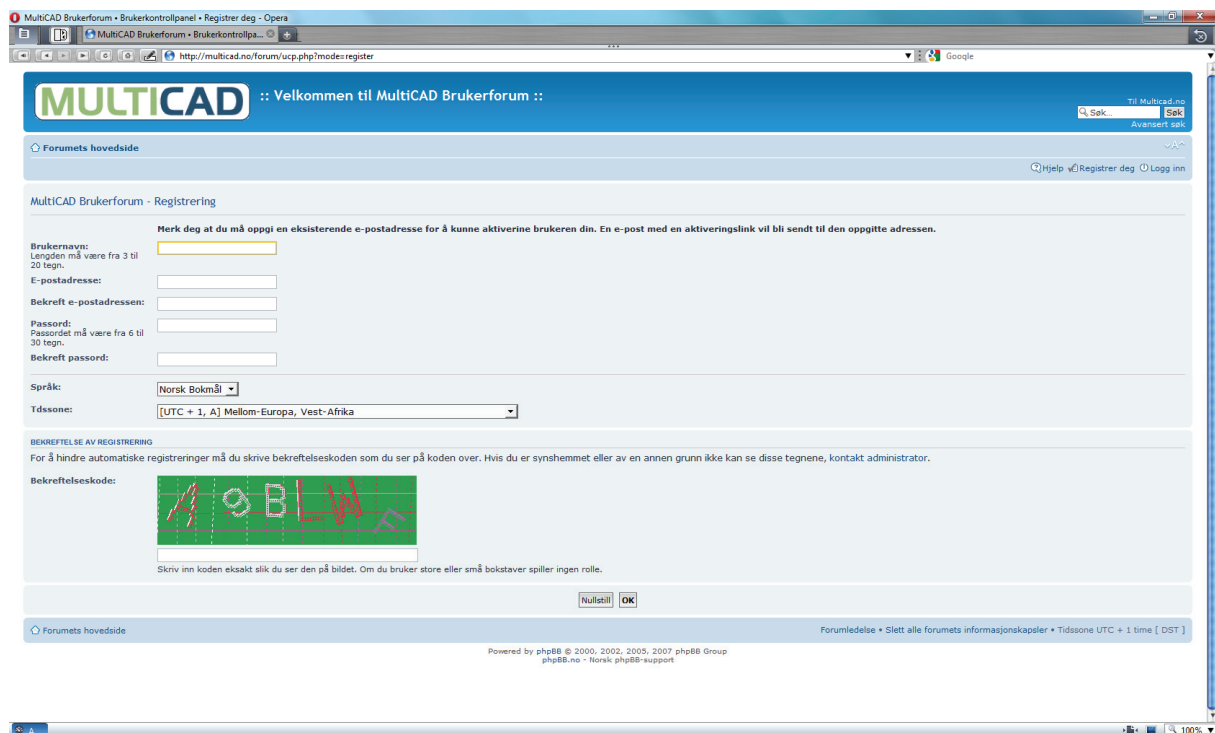 MultiCAD Brukerforum • Brukerkontrollpanel • Registrer deg - Opera
MultiCAD Brukerforum • Brukerkontrollpa...
http://multicad.no/forum/ucp.php?mode=register
Google
MULTICAD
:: Velkommen til MultiCAD Brukerforum ::
Til Multicad.no
Søk...
Søk
Avansert søk
Forumets hovedside
Hjelp Registrer deg Logg inn
MultiCAD Brukerforum - Registrering
Merk deg at du må oppgi en eksisterende e-postadresse for å kunne aktiverine brukeren din. En e-post med en aktiveringslink vil bli sendt til den oppgitte adressen.
Brukernavn:
Lengden må være fra 3 til
20 tegn.
E-postadresse:
Bekreft e-postadressen:
Passord:
Passordet må være fra 6 til
30 tegn.
Bekreft passord:
Språk:
Norsk Bokmål
Tdssone:
[UTC + 1, A] Mellom-Europa, Vest-Afrika
BEKREFTELSE AV REGISTRERING
For å hindre automatiske registreringer må du skrive bekreftelseskoden som du ser på koden over. Hvis du er synshemmet eller av en annen grunn ikke kan se disse tegnene, kontakt administrator.
Bekreftelseskode:
Skriv inn koden eksakt slik du ser den på bildet. Om du bruker store eller små bokstaver spiller ingen rolle.
Nullstill OK
Forumets hovedside
Forumledelse • Slett alle forumets informasjonskapsler • Tidssone UTC + 1 time [ DST ]
Powered by phpBB © 2000, 2002, 2005, 2007 phpBB Group
phpBB.no - Norsk phpBB-support
100%